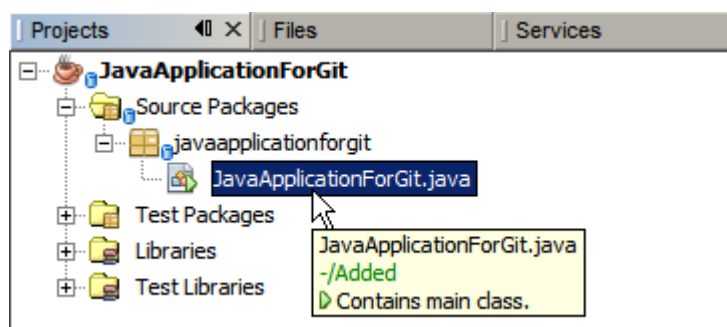 Projects Files Services
JavaApplicationForGit
Source Packages
javaapplicationforgit
JavaApplicationForGit.java
Test Packages
Libraries
Test Libraries
JavaApplicationForGit.java
-/Added
Contains main class.